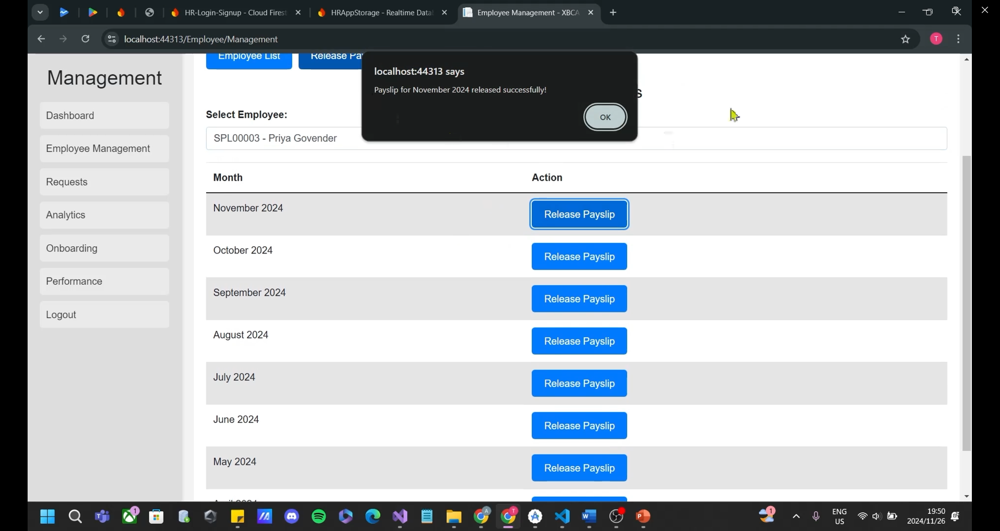 HR-Login-Signup - Cloud Firest
HRAppStorage - Realtime Data
Employee Management - XBCA
localhost:44313/Employee/Management
T
Management
Dashboard
Employee Management
Requests
Analytics
Onboarding
Performance
Logout
Employee List
Release Pa
localhost:44313 says
Payslip for November 2024 released successfully!
OK
s
Select Employee:
SPL00003 - Priya Govender
Month Action
November 2024 Release Payslip
October 2024 Release Payslip
September 2024 Release Payslip
August 2024 Release Payslip
July 2024 Release Payslip
June 2024 Release Payslip
May 2024 Release Payslip
April 2024
1
A
T
1
ENG
US
19:50
2024/11/26